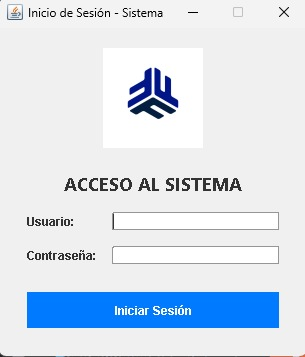 Inicio de Sesión - Sistema
ACCESO AL SISTEMA
Usuario:
Contraseña:
Iniciar Sesión